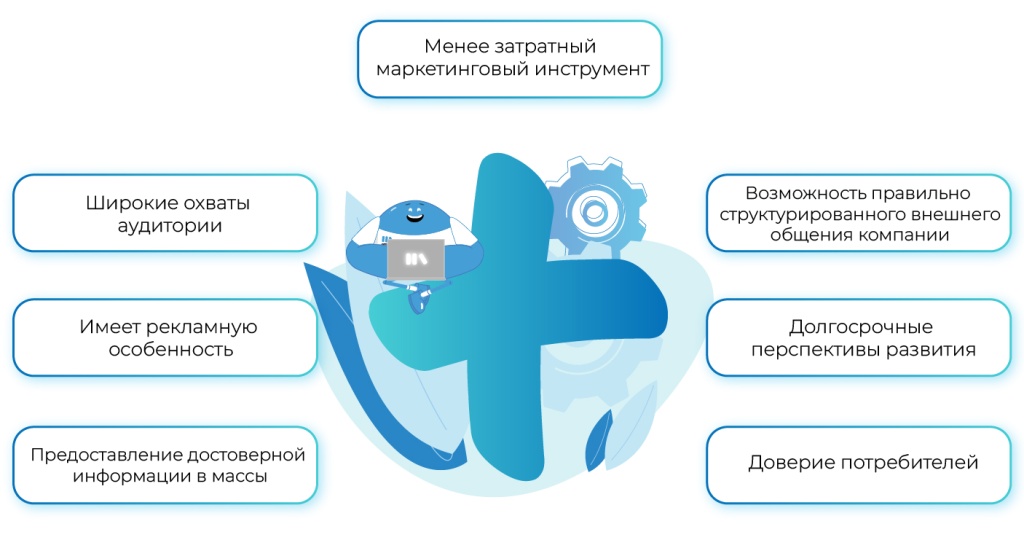 Менее затратный
маркетинговый инструмент
Широкие охваты
аудитории
Имеет рекламную
особенность
Предоставление достоверной
информации в массы
Возможность правильно
структурированного внешнего
общения компании
Долгосрочные
перспективы развития
Доверие потребителей